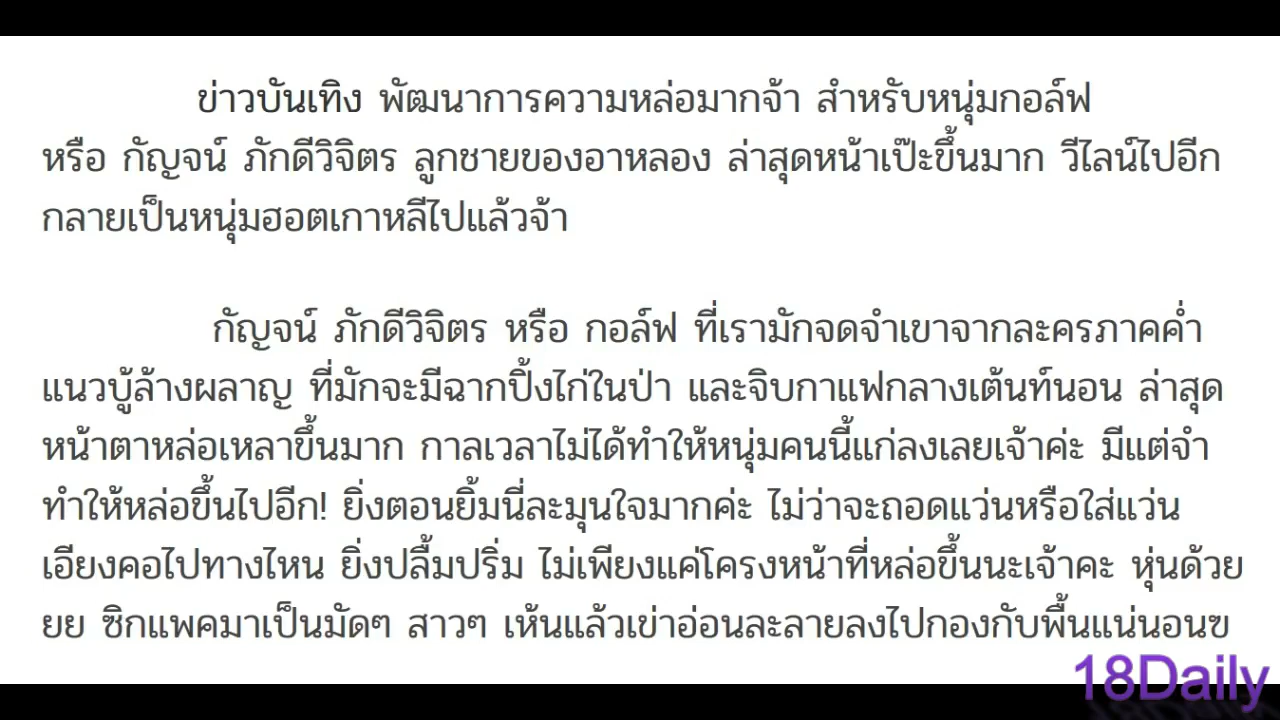 ข่าวบันเทิง พัฒนาการความหล่อมากจ้า สำหรับหนุ่มกอล์ฟ
หรือ กัญจน์ ภักดีวิจิตร ลูกชายของอาหลอง ล่าสุดหน้าเป๊ะขึ้นมาก วีไลน์ไปอีก
กลายเป็นหนุ่มฮอตเกาหลีไปแล้วจ้า
กัญจน์ ภักดีวิจิตร หรือ กอล์ฟ ที่เรามักจดจำเขาจากละครภาคค่ำ
แนวบู้ล้างผลาญ ที่มักจะมีฉากปิ้งไก่ในป่า และจิบกาแฟกลางเต้นท์นอน ล่าสุด
หน้าตาหล่อเหลาขึ้นมาก กาลเวลาไม่ได้ทำให้หนุ่มคนนี้แก่ลงเลยเจ้าค่ะ มีแต่จำ
ทำให้หล่อขึ้นไปอีก! ยิ่งตอนยิ้มนี่ละมุนใจมากค่ะ ไม่ว่าจะถอดแว่นหรือใส่แว่น
เอียงคอไปทางไหน ยิ่งปลื้มปริ่ม ไม่เพียงแค่โครงหน้าที่หล่อขึ้นนะเจ้าคะ หุ่นด้วย
ยย ซิกแพคมาเป็นมัดๆ สาวๆ เห้นแล้วเข่าอ่อนละลายลงไปกองกับพื้นแน่นอนฃ
18Daily